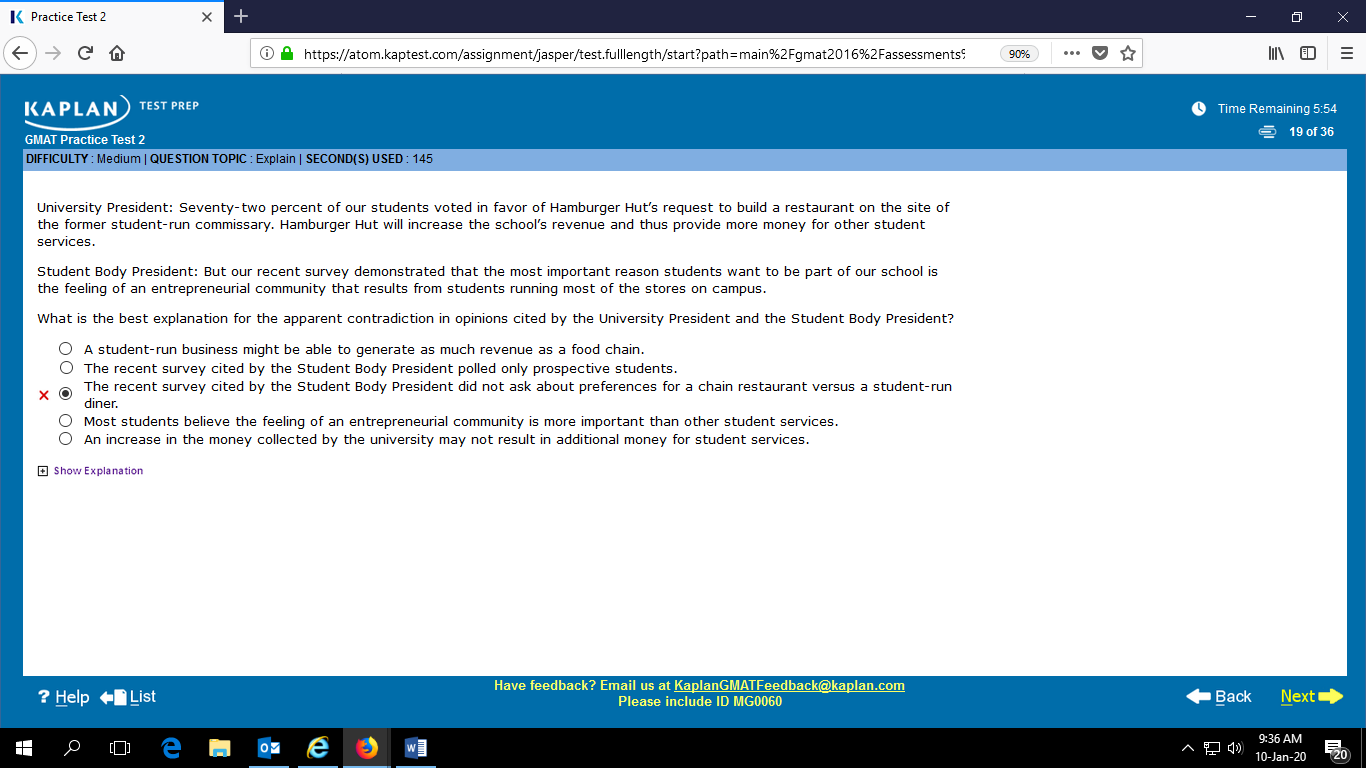 Practice Test 2
https://atom.kaptest.com/assignment/jasper/test.fulllength/start?path=main%2Fgmat2016%2Fassessments%
90%
KAPLAN TEST PREP
GMAT Practice Test 2
Time Remaining 5:54
19 of 36
DIFFICULTY : Medium | QUESTION TOPIC : Explain | SECOND(S) USED : 145
University President: Seventy-two percent of our students voted in favor of Hamburger Hut's request to build a restaurant on the site of
the former student-run commissary. Hamburger Hut will increase the school's revenue and thus provide more money for other student
services.
Student Body President: But our recent survey demonstrated that the most important reason students want to be part of our school is
the feeling of an entrepreneurial community that results from students running most of the stores on campus.
What is the best explanation for the apparent contradiction in opinions cited by the University President and the Student Body President?
A student-run business might be able to generate as much revenue as a food chain.
The recent survey cited by the Student Body President polled only prospective students.
The recent survey cited by the Student Body President did not ask about preferences for a chain restaurant versus a student-run
diner.
Most students believe the feeling of an entrepreneurial community is more important than other student services.
An increase in the money collected by the university may not result in additional money for student services.
Show Explanation
? Help
List
Have feedback? Email us at KaplanGMATFeedback@kaplan.com
Please include ID MG0060
Back
Next
9:36 AM
10-Jan-20
20